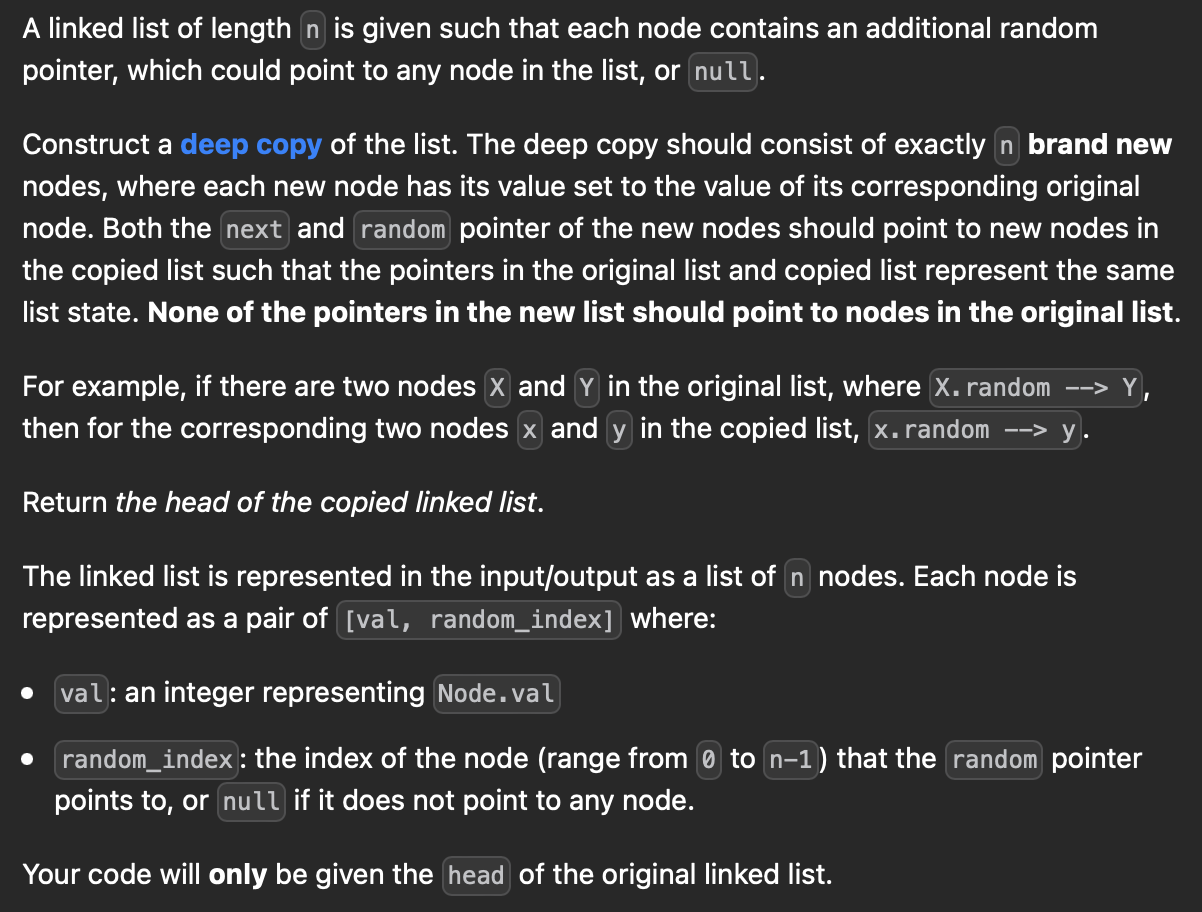 A linked list of length n is given such that each node contains an additional random
pointer, which could point to any node in the list, or null.
Construct a deep copy of the list. The deep copy should consist of exactly n brand new
nodes, where each new node has its value set to the value of its corresponding original
node. Both the next and random pointer of the new nodes should point to new nodes in
the copied list such that the pointers in the original list and copied list represent the same
list state. None of the pointers in the new list should point to nodes in the original list.
For example, if there are two nodes X and Y in the original list, where X.random --> Y,
then for the corresponding two nodes x and y in the copied list, x.random --> y.
Return the head of the copied linked list.
The linked list is represented in the input/output as a list of n nodes. Each node is
represented as a pair of [val, random_index] where:
• val: an integer representing Node.val
• random_index: the index of the node (range from 0 to n-1) that the random pointer
points to, or null if it does not point to any node.
Your code will only be given the head of the original linked list.